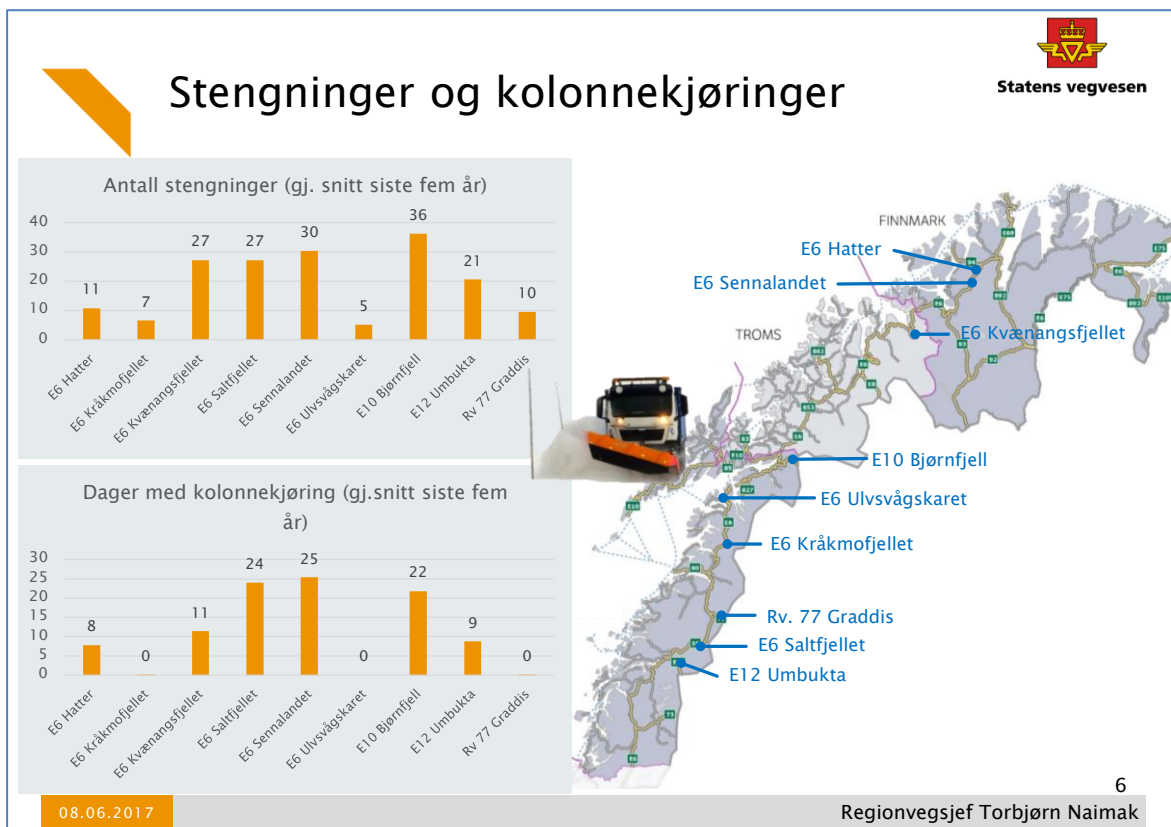 Stengninger og kolonnekjøringer
Statens vegvesen
Antall stengninger (gj. snitt siste fem år)
40
30
20
10
0
11
7
27
27
30
5
36
21
10
E6 Hatter
E6 Kråkmofjellet
E6 Kvænangsfjellet
E6 Saltfjellet
E6 Sennalandet
E6 Ulvsvågskaret
E10 Bjørnfjell
E12 Umbukta
Rv 77 Graddis
Dager med kolonnekjøring (gj.snitt siste fem
år)
30
25
20
15
10
5
0
8
0
11
24
25
0
22
9
0
E6 Hatter
E6 Kråkmofjellet
E6 Kvænangsfjellet
E6 Saltfjellet
E6 Sennalandet
E6 Ulvsvågskaret
E10 Bjørnfjell
E12 Umbukta
Rv 77 Graddis
FINNMARK
E6 Hatter
E6 Sennalandet
TROMS
E6 Kvænangsfjellet
E10 Bjørnfjell
E6 Ulvsvågskaret
E6 Kråkmofjellet
Rv. 77 Graddis
E6 Saltfjellet
E12 Umbukta
6
08.06.2017
Regionvegsjef Torbjørn Naimak